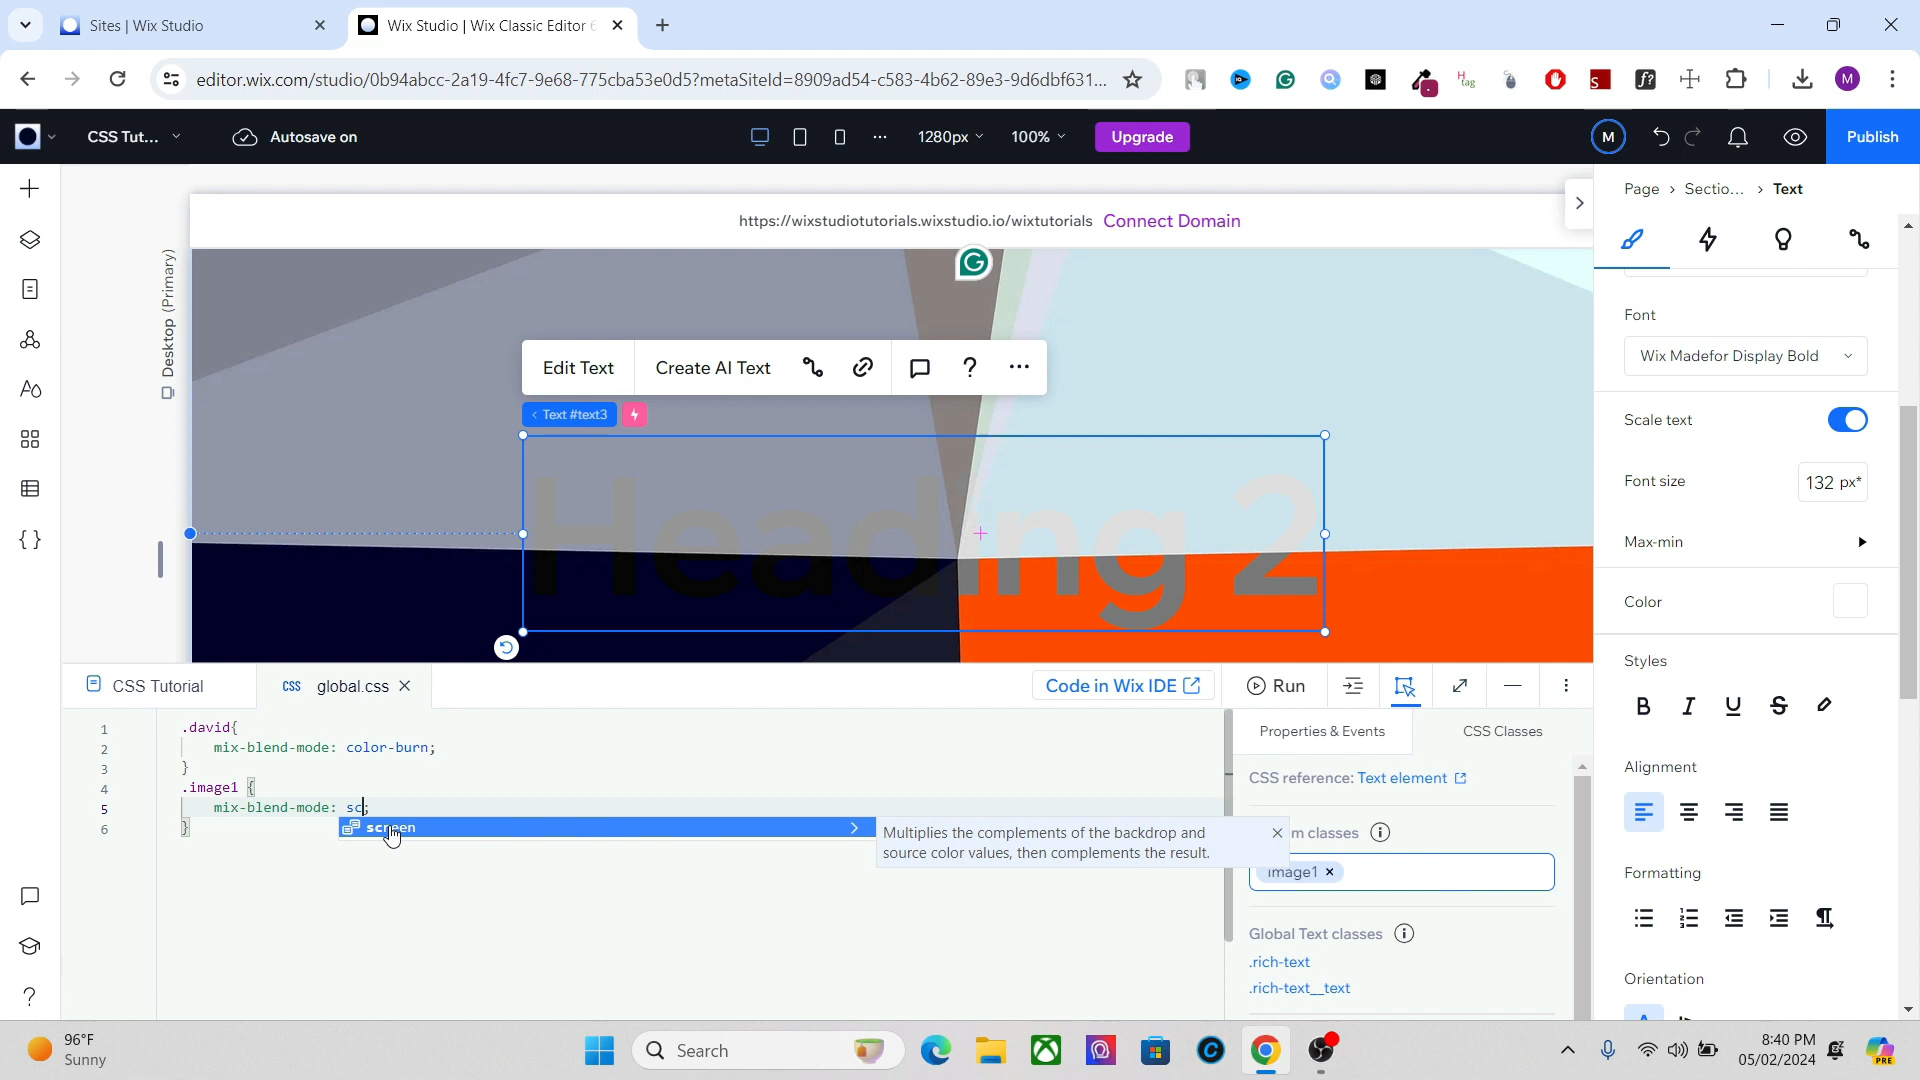 Sites | Wix Studio
Wix Studio | Wix Classic Editor
editor.wix.com/studio/0b94abcc-2a19-4fc7-9e68-775cba53e0d5?metaSiteId=8909ad54-c583-4b62-89e3-9d6dbf631...
H tag
S
f?
M
CSS Tut...
Autosave on
1280px
100%
Upgrade
M
Publish
Page > Sectio... > Text
https://wixstudiotutorials.wixstudio.io/wixtutorials Connect Domain
Desktop (Primary)
Font
Wix Madefor Display Bold
Edit Text
Create AI Text
< Text #text3
Scale text
Font size
132 px*
Heading 2
Max-min
Color
Styles
B
I
U
S
CSS Tutorial
CSS global.css
Code in Wix IDE
Run
1 .david{
2 mix-blend-mode: color-burn;
3 }
4 .image1 {
5 mix-blend-mode: sc;
6 }
screen
Multiplies the complements of the backdrop and
source color values, then complements the result.
Properties & Events
CSS Classes
CSS reference: Text element
m classes
image1
Global Text classes
.rich-text
.rich-text__text
Alignment
Formatting
Orientation
96°F
Sunny
Search
8:40 PM
05/02/2024
PRE